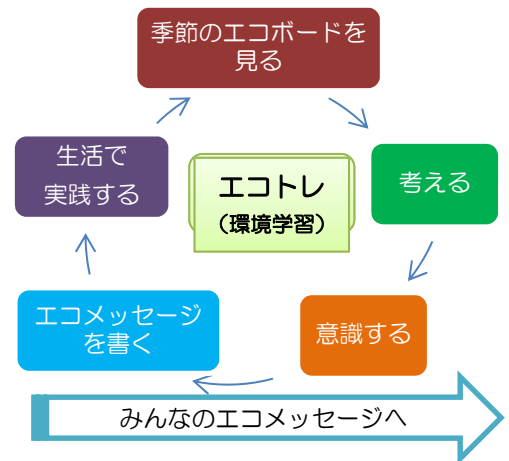 季節のエコボードを
見る
考える
意識する
エコメッセージ
を書く
生活で
実践する
エコトレ
（環境学習）
みんなのエコメッセージへ